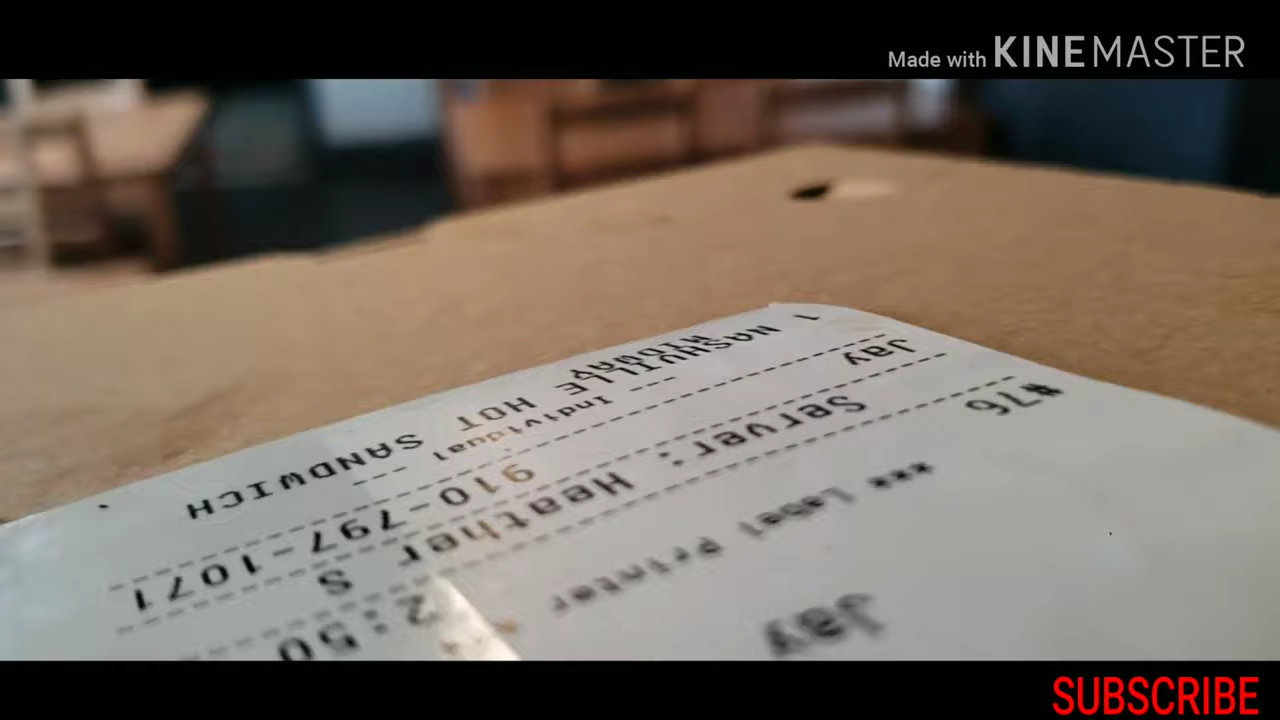 Made with KINEMASTER
Jay
*** Label Printer
#76 2:50
Server: Heather S
Jay 910-797-1071
--- Individual ---
1 NASHVILLE HOT SANDWICH
MIDWAY
SUBSCRIBE